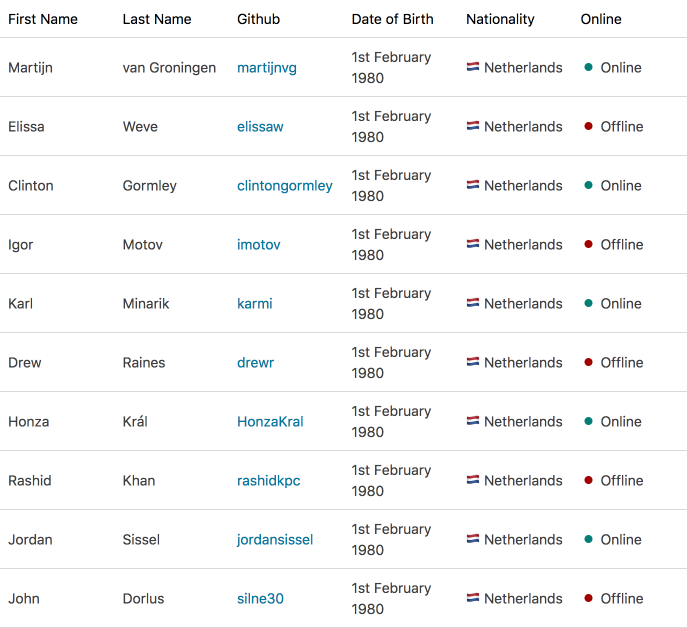 First Name Last Name Github Date of Birth Nationality Online
Martijn van Groningen martijnvg 1st February 1980 Netherlands Online
Elissa Weve elissaw 1st February 1980 Netherlands Offline
Clinton Gormley clintongormley 1st February 1980 Netherlands Online
Igor Motov imotov 1st February 1980 Netherlands Offline
Karl Minarik karmi 1st February 1980 Netherlands Online
Drew Raines drewr 1st February 1980 Netherlands Offline
Honza Král HonzaKral 1st February 1980 Netherlands Online
Rashid Khan rashidkpc 1st February 1980 Netherlands Offline
Jordan Sissel jordansissel 1st February 1980 Netherlands Online
John Dorlus silne30 1st February 1980 Netherlands Offline